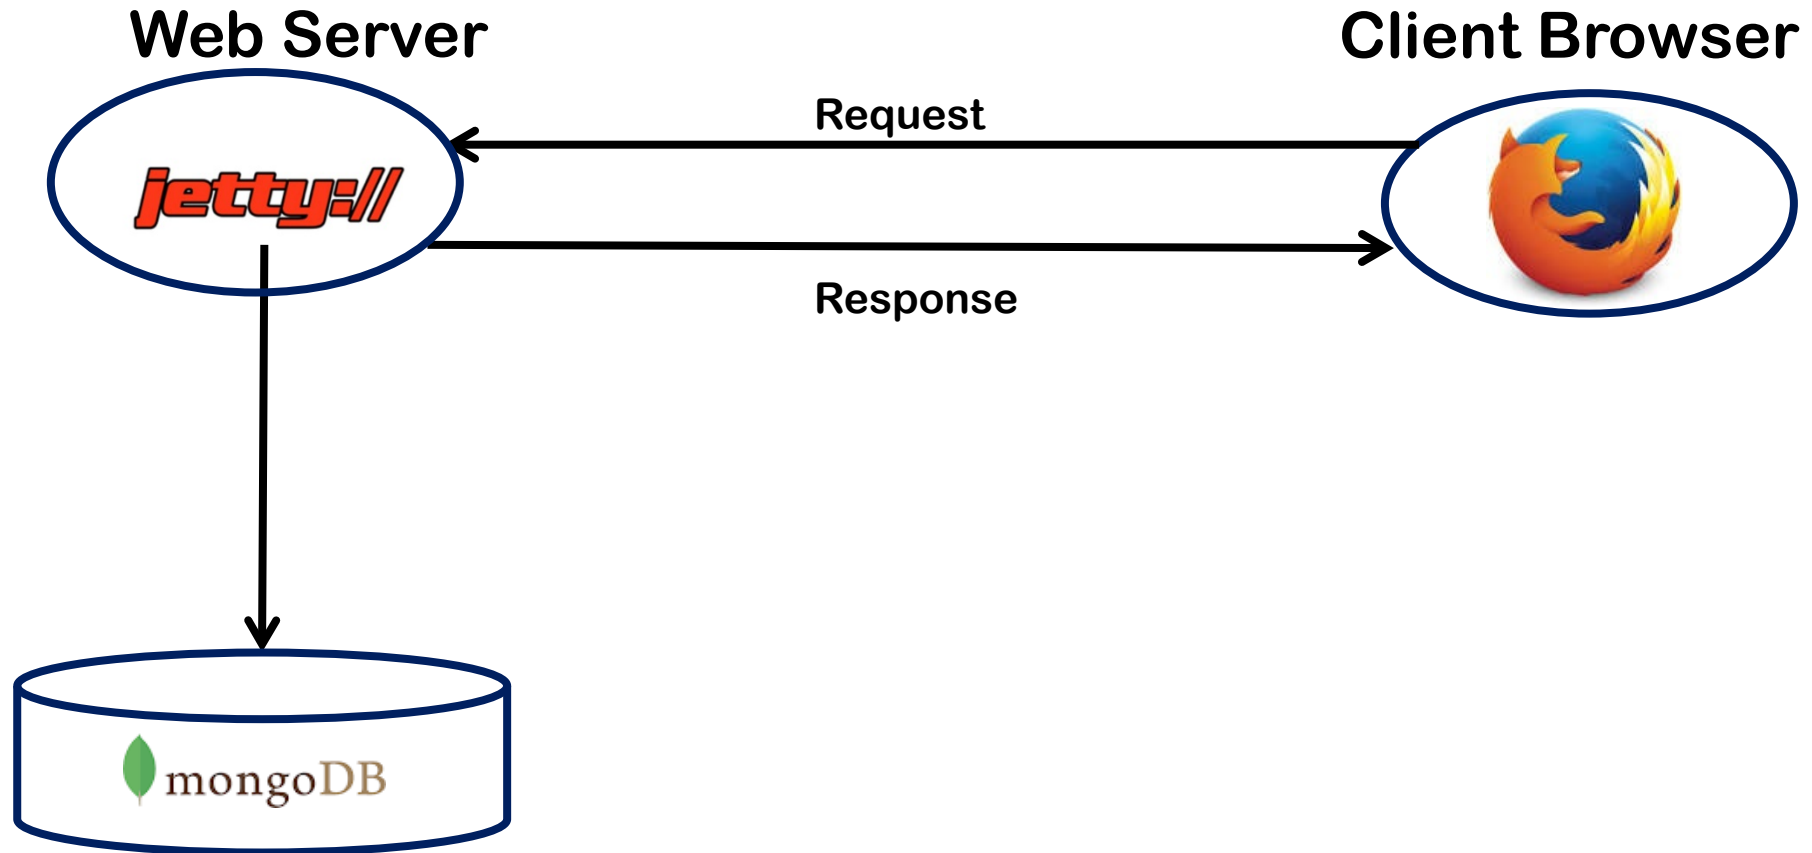 Web Server
Client Browser
Request
jetty://
Response
mongoDB